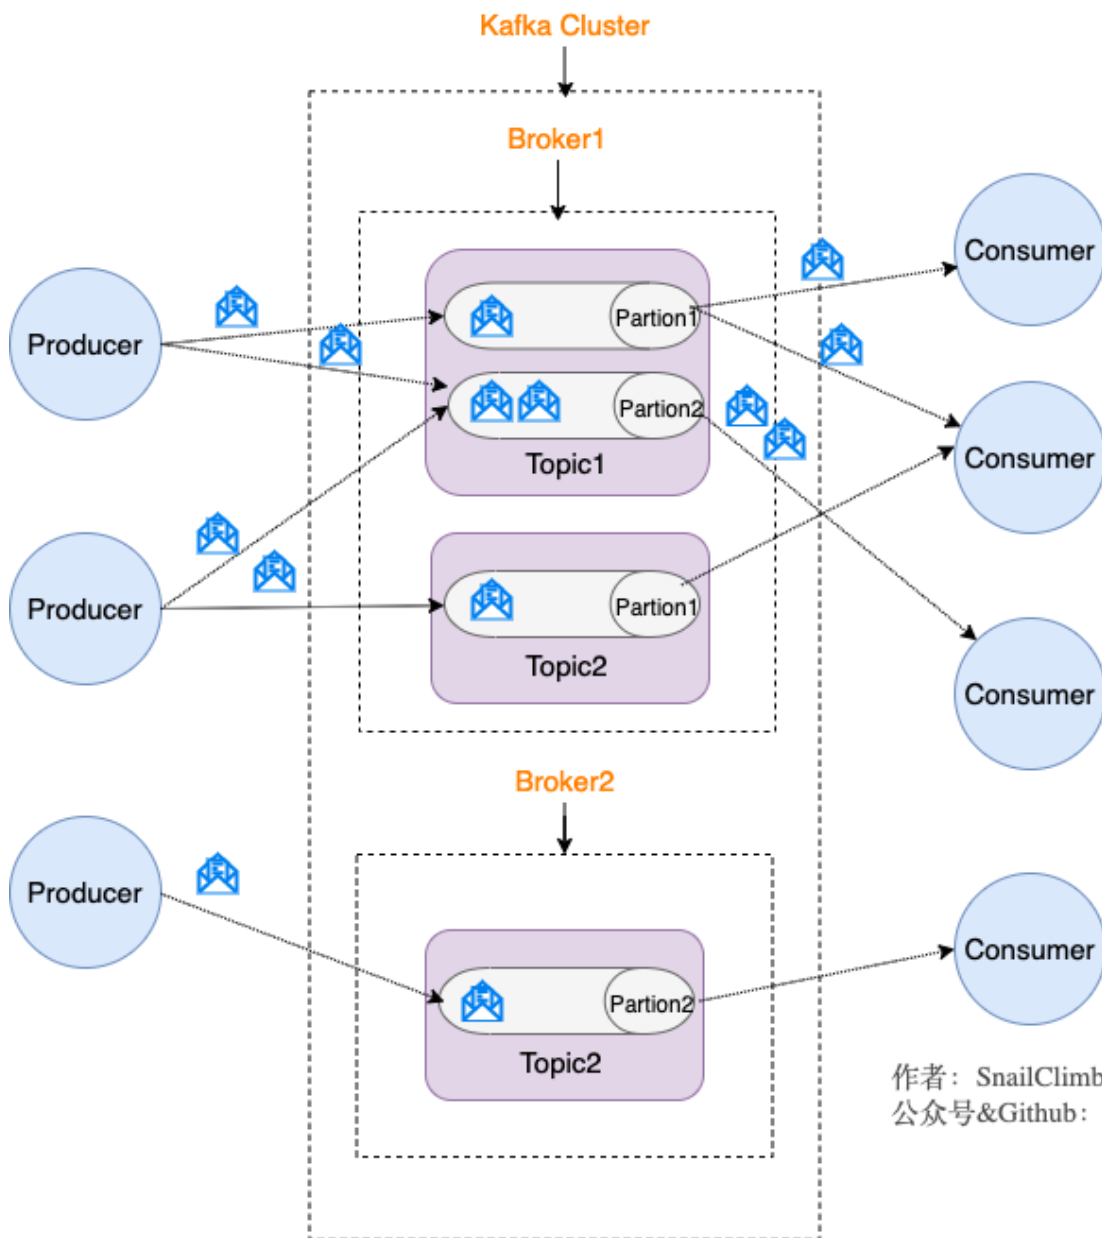 Kafka Cluster
Broker1
Producer
Partion1
Partion2
Topic1
Consumer
Consumer
Producer
Partion1
Topic2
Consumer
Broker2
Producer
Partion2
Topic2
Consumer
作者：SnailClimb
公众号&Github：